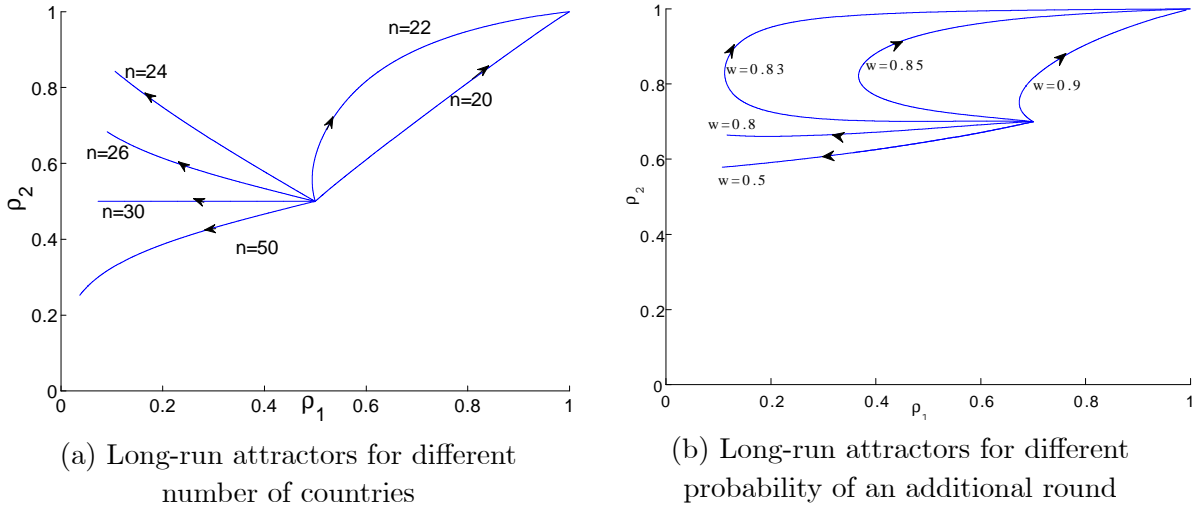 1
n=22
n=24
0.8
n=20
n=26
0.6
ρ2
n=30
n=50
0.4
0.2
0
0
0.2
0.4
ρ1
0.6
0.8
1
(a) Long-run attractors for different
number of countries
1
w=0.83
w=0.85
w=0.9
0.8
w=0.8
0.6
w=0.5
ρ2
0.4
0.2
0
0
0.2
0.4
ρ1
0.6
0.8
1
(b) Long-run attractors for different
probability of an additional round